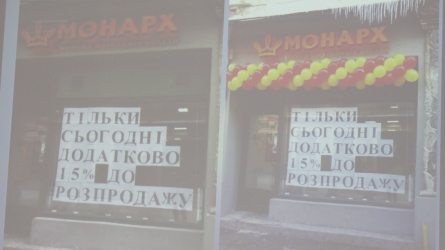 МОНАРХ
ТІЛЬКИ
СЬОГОДНІ
ДОДАТКОВО
15% ДО
РОЗПРОДАЖУ
МОНАРХ
ТІЛЬКИ
СЬОГОДНІ
ДОДАТКОВО
15% ДО
РОЗПРОДАЖУ